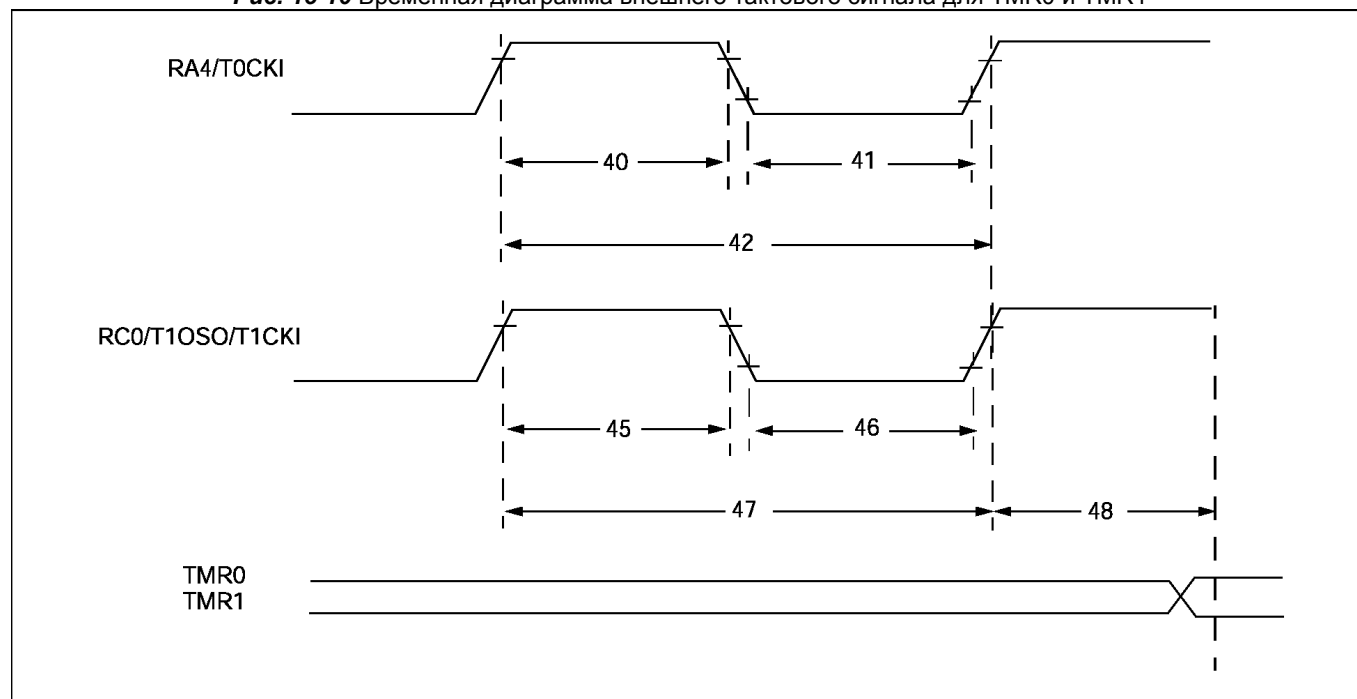 Временная диаграмма внешнего тактового сигнала для TMR0 и TMR1
RA4/T0CKI
40
41
42
RC0/T1OSO/T1CKI
45
46
47
48
TMR0
TMR1